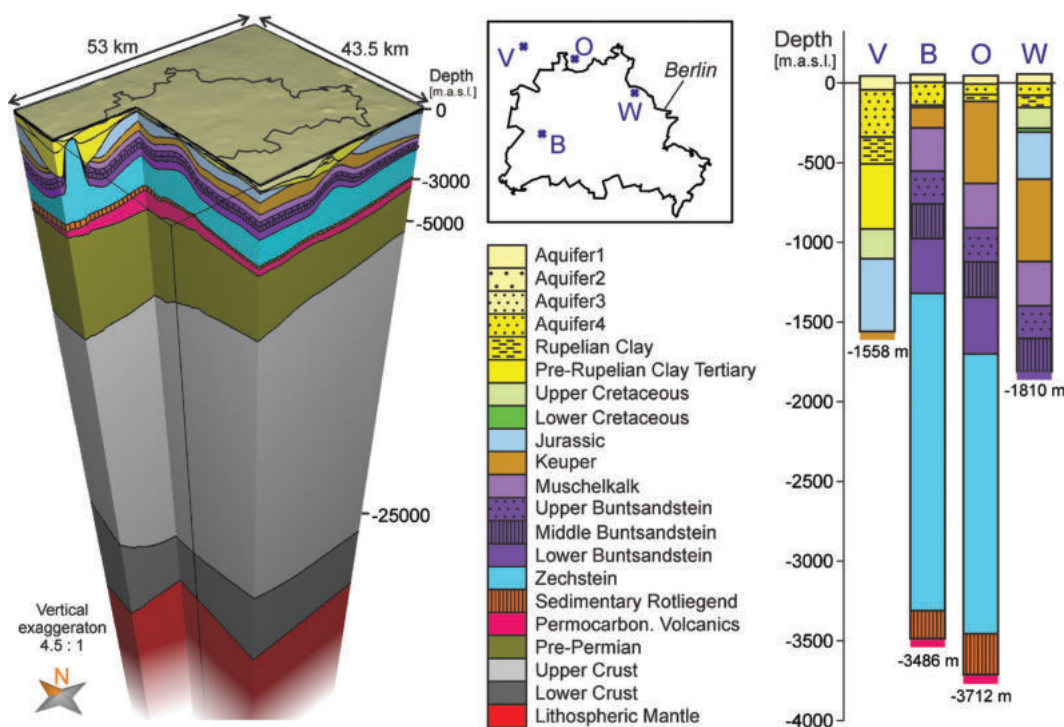 53 km
43.5 km
Depth
[m.a.s.l.]
0
-3000
-5000
-25000
Vertical
exaggeraton
4.5 : 1
N
V
O
W
B
Berlin
Aquifer1
Aquifer2
Aquifer3
Aquifer4
Rupelian Clay
Pre-Rupelian Clay Tertiary
Upper Cretaceous
Lower Cretaceous
Jurassic
Keuper
Muschelkalk
Upper Buntsandstein
Middle Buntsandstein
Lower Buntsandstein
Zechstein
Sedimentary Rotliegend
Permocarbon. Volcanics
Pre-Permian
Upper Crust
Lower Crust
Lithospheric Mantle
Depth
[m.a.s.l.]
V B O W
0
-500
-1000
-1500
-2000
-2500
-3000
-3500
-4000
-1558 m
-1810 m
-3486 m
-3712 m